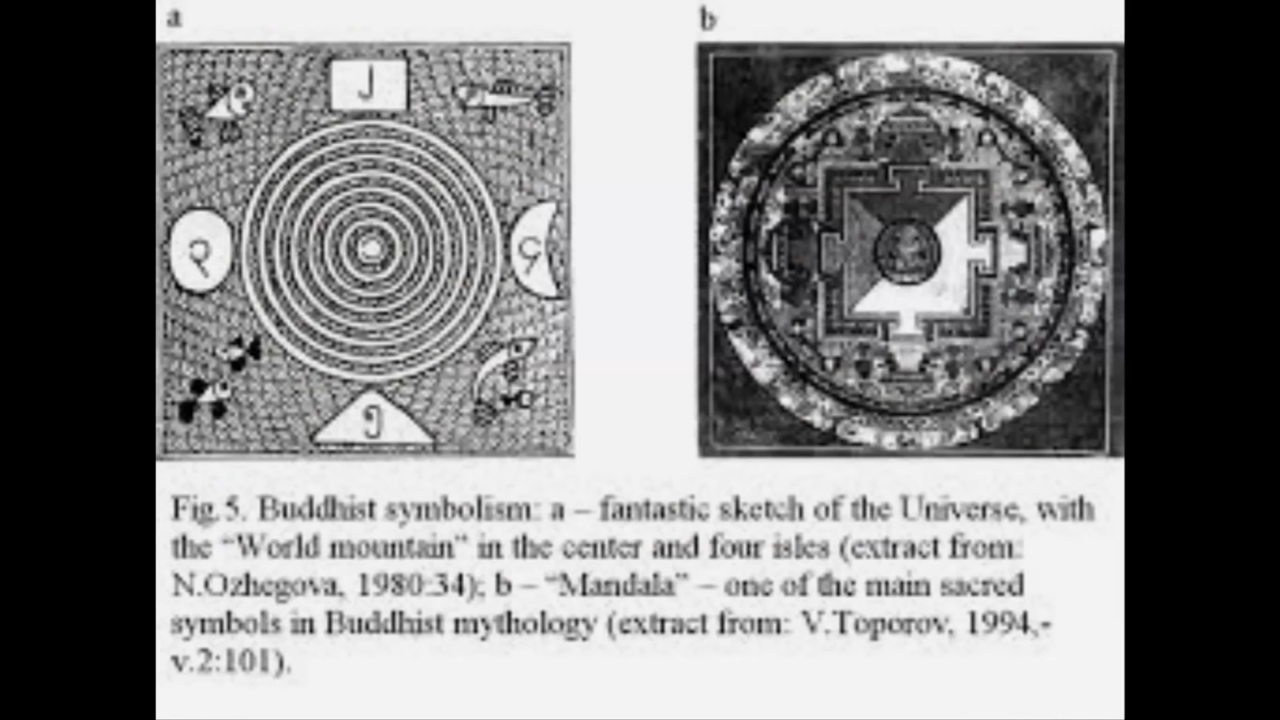 a
b
Fig.5. Buddhist symbolism: a – fantastic sketch of the Universe, with
the “World mountain” in the center and four isles (extract from:
N.Ozhegova, 1980:34); b – “Mandala” – one of the main sacred
symbols in Buddhist mythology (extract from: V.Toporov, 1994,-
v.2:101).